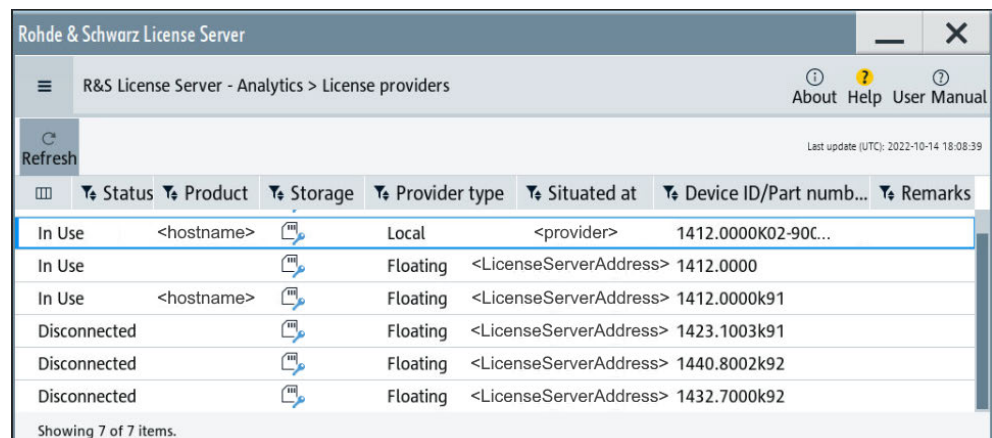 Rohde & Schwarz License Server
R&S License Server - Analytics > License providers
About Help User Manual
Refresh
Last update (UTC): 2022-10-14 18:08:39
Status Product Storage Provider type Situated at Device ID/Part numb... Remarks
In Use <hostname> Local <provider> 1412.0000K02-90C...
In Use Floating <LicenseServerAddress> 1412.0000
In Use <hostname> Floating <LicenseServerAddress> 1412.0000k91
Disconnected Floating <LicenseServerAddress> 1423.1003k91
Disconnected Floating <LicenseServerAddress> 1440.8002k92
Disconnected Floating <LicenseServerAddress> 1432.7000k92
Showing 7 of 7 items.